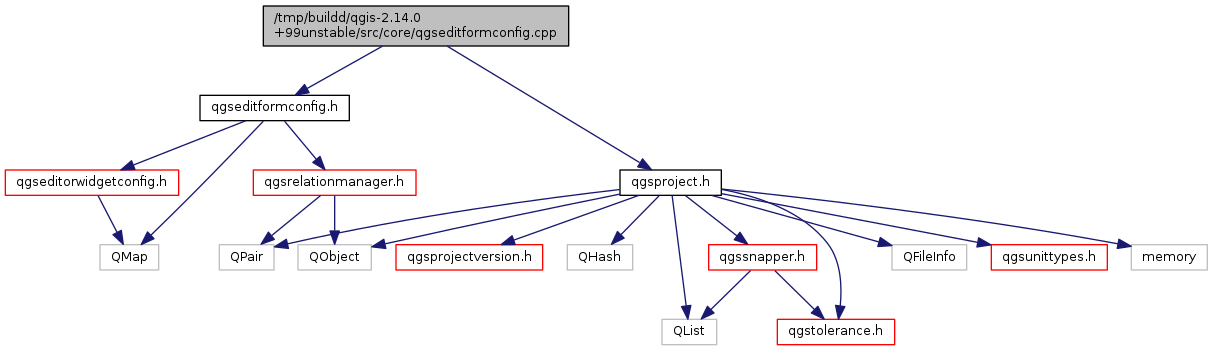 /tmp/buildd/qgis-2.14.0
+99unstable/src/core/qgseditformconfig.cpp
qgseditformconfig.h
qgseditorwidgetconfig.h
qgsrelationmanager.h
qgsproject.h
QMap
QPair
QObject
qgsprojectversion.h
QHash
qgssnapper.h
QFileInfo
qgsunittypes.h
memory
QList
qgstolerance.h